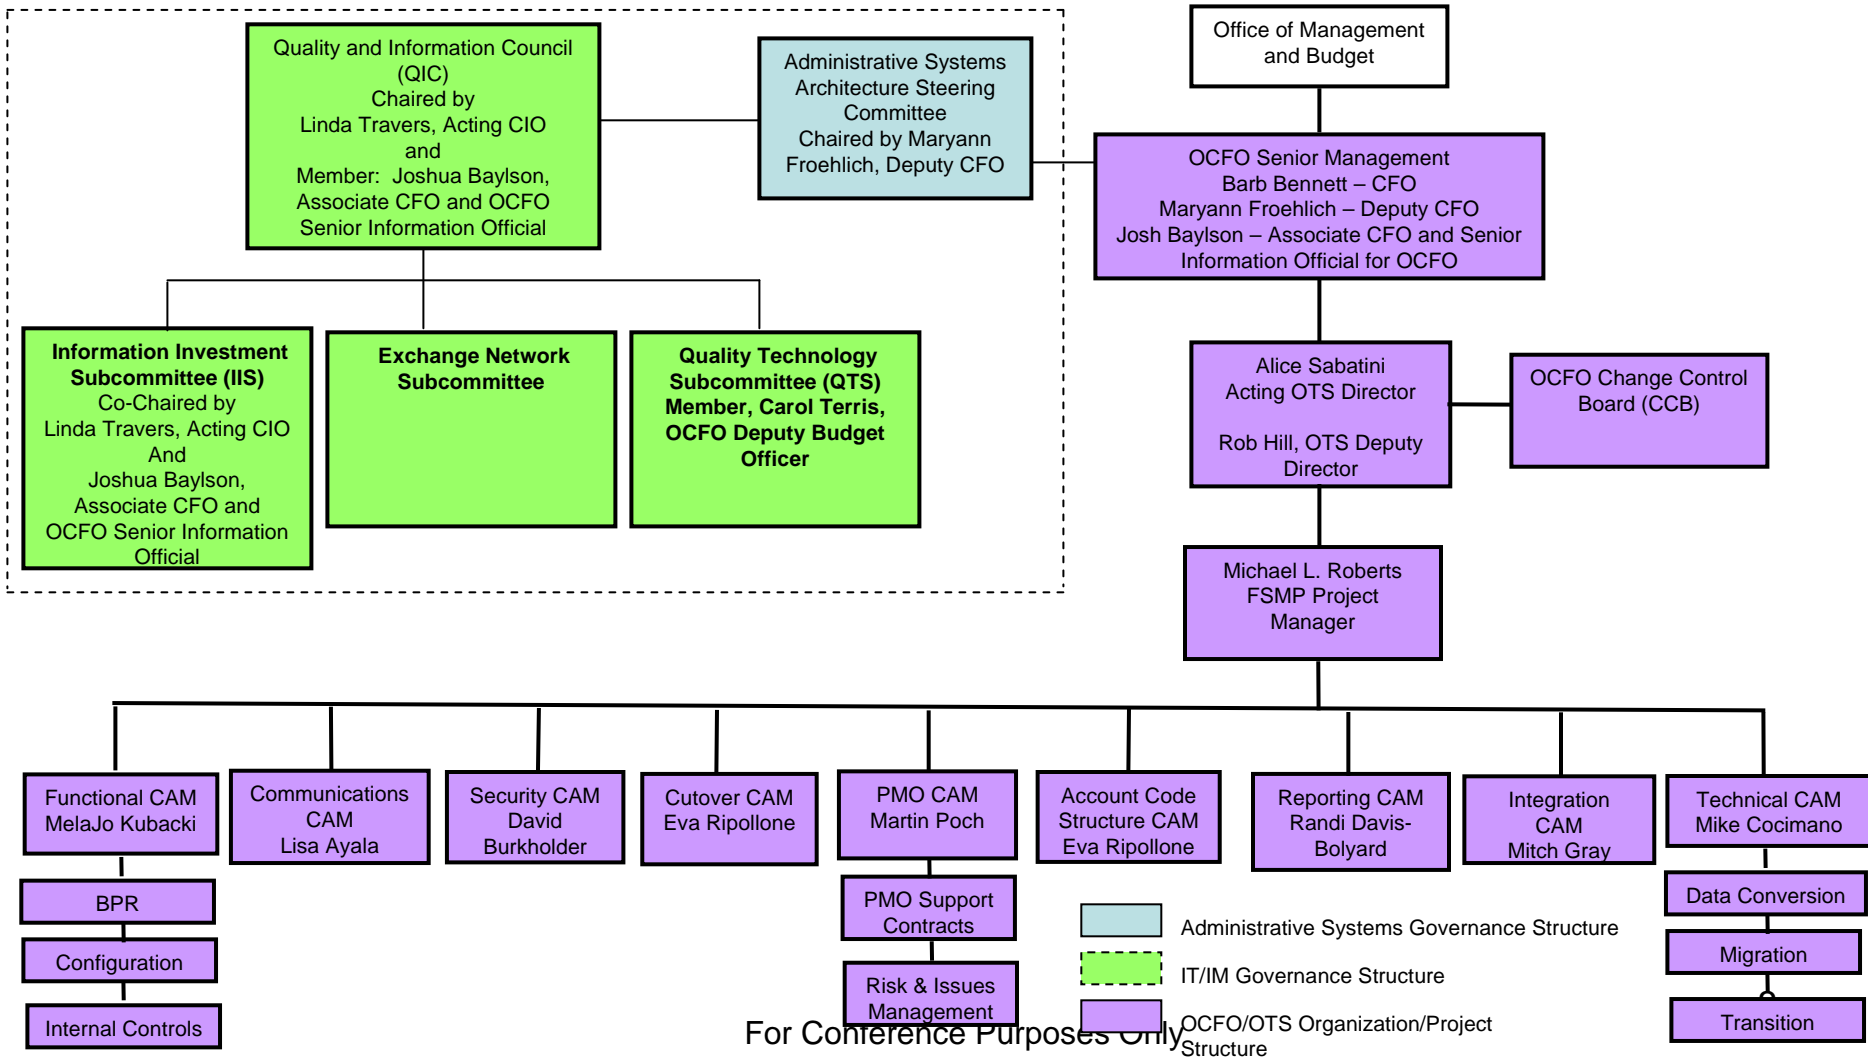 Quality and Information Council
(QIC)
Chaired by
Linda Travers, Acting CIO
and
Member:  Joshua Baylson,
Associate CFO and OCFO
Senior Information Official
Administrative Systems
Architecture Steering
Committee
Chaired by Maryann
Froehlich, Deputy CFO
Office of Management
and Budget
OCFO Senior Management
Barb Bennett – CFO
Maryann Froehlich – Deputy CFO
Josh Baylson – Associate CFO and Senior
Information Official for OCFO
Information Investment
Subcommittee (IIS)
Co-Chaired by
Linda Travers, Acting CIO
And
Joshua Baylson,
Associate CFO and
OCFO Senior Information
Official
Exchange Network
Subcommittee
Quality Technology
Subcommittee (QTS)
Member, Carol Terris,
OCFO Deputy Budget
Officer
Alice Sabatini
Acting OTS Director
Rob Hill, OTS Deputy
Director
OCFO Change Control
Board (CCB)
Michael L. Roberts
FSMP Project
Manager
Functional CAM
MelaJo Kubacki
Communications
CAM
Lisa Ayala
Security CAM
David
Burkholder
Cutover CAM
Eva Ripollone
PMO CAM
Martin Poch
Account Code
Structure CAM
Eva Ripollone
Reporting CAM
Randi Davis-
Bolyard
Integration
CAM
Mitch Gray
Technical CAM
Mike Cocimano
BPR
Configuration
Internal Controls
PMO Support
Contracts
Risk & Issues
Management
Data Conversion
Migration
Transition
Administrative Systems Governance Structure
IT/IM Governance Structure
OCFO/OTS Organization/Project
Structure
For Conference Purposes Only